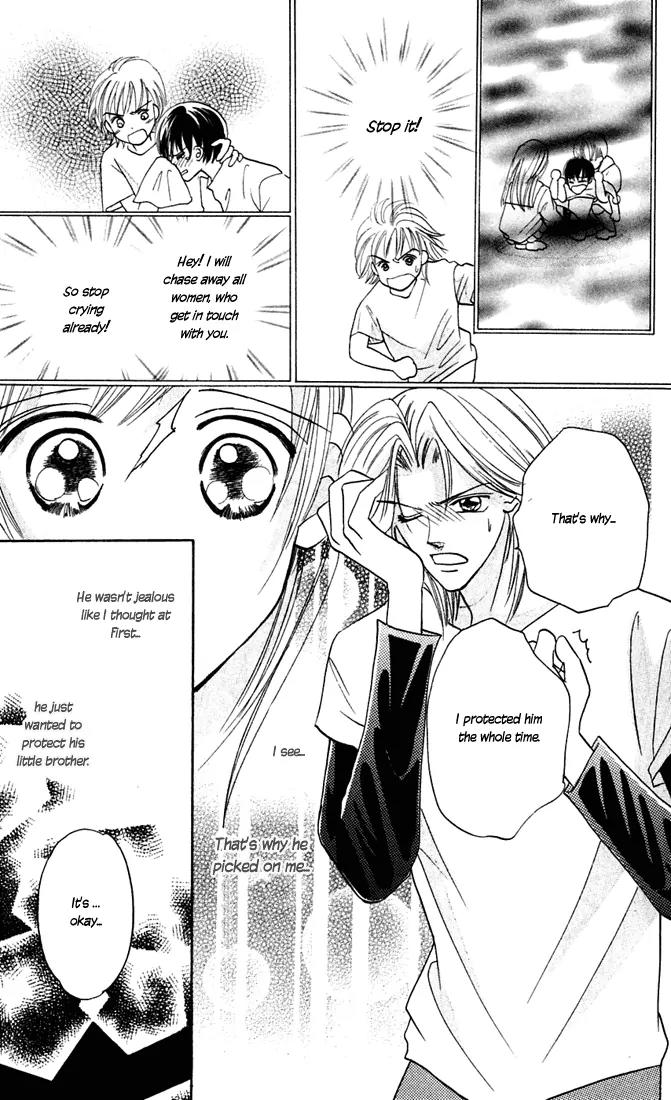 Stop it!
Hey! I will
chase away all
women, who
get in touch
with you.
So stop
crying
already!
That's why...
I protected him
the whole time.
I see...
That's why he
picked on me...
He wasn't jealous
like I thought at
first...
he just
wanted to
protect his
little brother.
It's ...
okay...